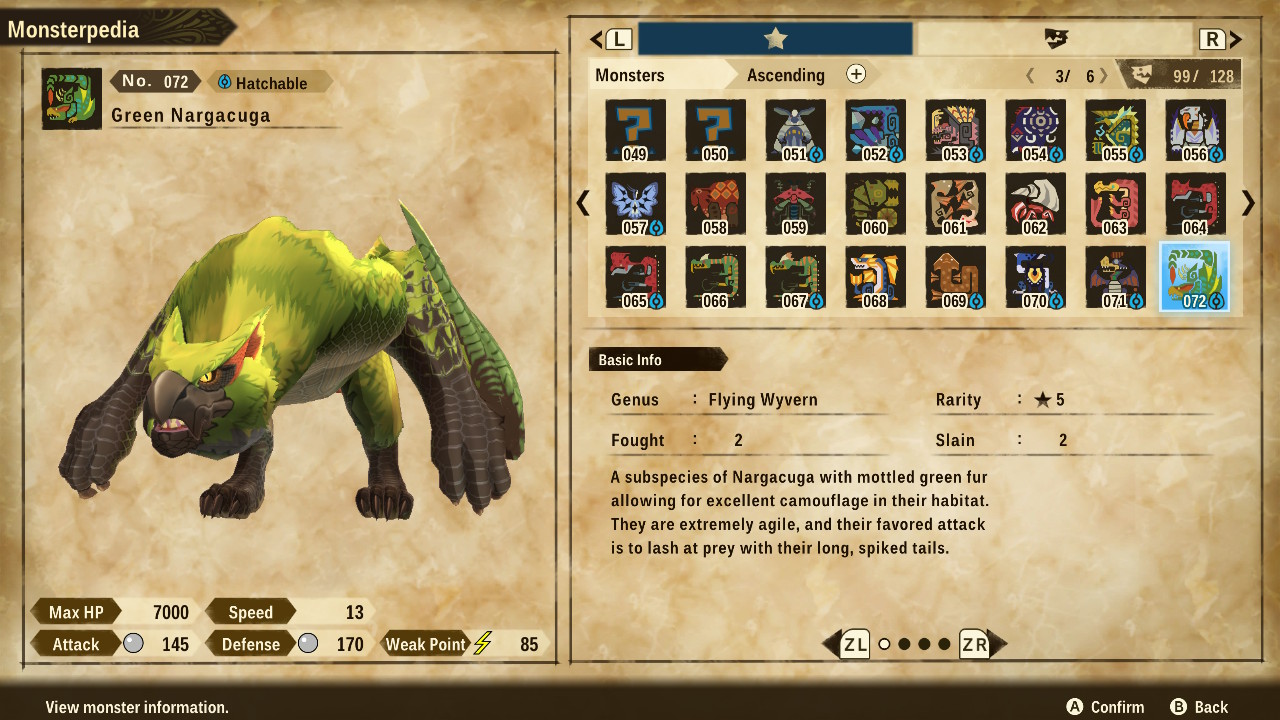 Monsterpedia
No. 072
Hatchable
Green Nargacuga
Max HP 7000
Speed 13
Attack 145
Defense 170
Weak Point 85
L
R
Monsters
Ascending
3/ 6
99/ 128
049 050 051 052 053 054 055 056
057 058 059 060 061 062 063 064
065 066 067 068 069 070 071 072
Basic Info
Genus : Flying Wyvern
Rarity : ★ 5
Fought : 2
Slain : 2
A subspecies of Nargacuga with mottled green fur
allowing for excellent camouflage in their habitat.
They are extremely agile, and their favored attack
is to lash at prey with their long, spiked tails.
ZL ZR
View monster information.
A Confirm
B Back